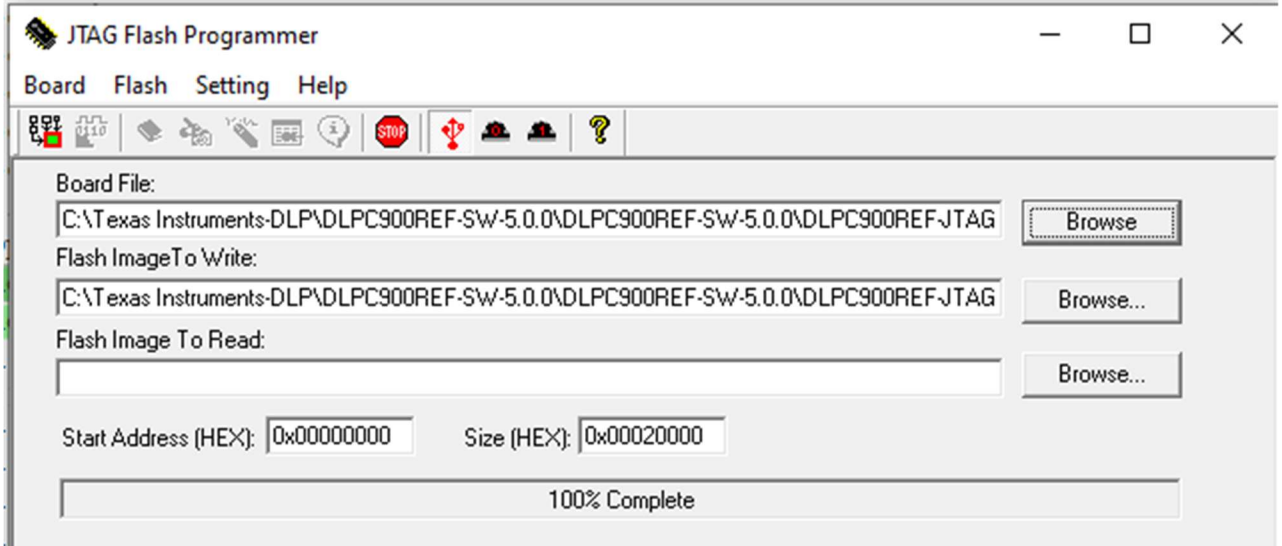 JTAG Flash Programmer
Board Flash Setting Help
STOP 0 1 ?
Board File:
C:\Texas Instruments-DLP\DLPC900REF-SW-5.0.0\DLPC900REF-SW-5.0.0\DLPC900REF-JTAG
Browse
Flash ImageTo Write:
C:\Texas Instruments-DLP\DLPC900REF-SW-5.0.0\DLPC900REF-SW-5.0.0\DLPC900REF-JTAG
Browse...
Flash Image To Read:
Browse...
Start Address (HEX): 0x00000000 Size (HEX): 0x00020000
100% Complete